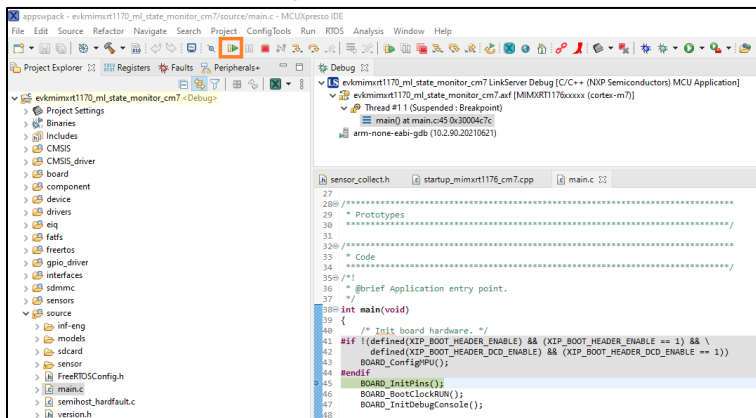 appswpack - evkmimxrt1170_ml_state_monitor_cm7/source/main.c - MCUXpresso IDE
File Edit Source Refactor Navigate Search Project ConfigTools Run RTOS Analysis Window Help
Project Explorer Registers Faults Peripherals+
evkmimxrt1170_ml_state_monitor_cm7 <Debug>
Project Settings
Binaries
Includes
CMSIS
CMSIS_driver
board
component
device
drivers
eiq
fatfs
freertos
gpio_driver
interfaces
sdmmc
sensors
source
inf-eng
models
sdcard
sensor
FreeRTOSConfig.h
main.c
semihost_hardfault.c
version.h
Debug
evkmimxrt1170_ml_state_monitor_cm7 LinkServer Debug [C/C++ (NXP Semiconductors) MCU Application]
evkmimxrt1170_ml_state_monitor_cm7.axf [MIMXRT1176xxxxx (cortex-m7)]
Thread #1 1 (Suspended : Breakpoint)
main() at main.c:45 0x30004c7c
arm-none-eabi-gdb (10.2.90.20210621)
sensor_collect.h startup_mimxrt1176_cm7.cpp main.c
27
28 /*******************************************************************************
29 * Prototypes
30 ******************************************************************************/
31
32 /*******************************************************************************
33 * Code
34 ******************************************************************************/
35 /*!
36 * @brief Application entry point.
37 */
38 int main(void)
39 {
40 /* Init board hardware. */
41 #if !(defined(XIP_BOOT_HEADER_ENABLE) && (XIP_BOOT_HEADER_ENABLE == 1) && \
42 defined(XIP_BOOT_HEADER_DCD_ENABLE) && (XIP_BOOT_HEADER_DCD_ENABLE == 1))
43 BOARD_ConfigMPU();
44 #endif
45 BOARD_InitPins();
46 BOARD_BootClockRUN();
47 BOARD_InitDebugConsole();
48